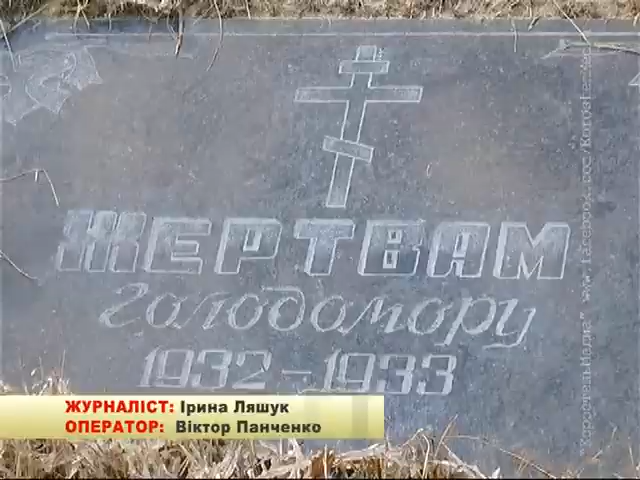 ЖЕРТВАМ
Голодомору
1932-1933
ЖУРНАЛІСТ: Ірина Ляшук
ОПЕРАТОР: Віктор Панченко